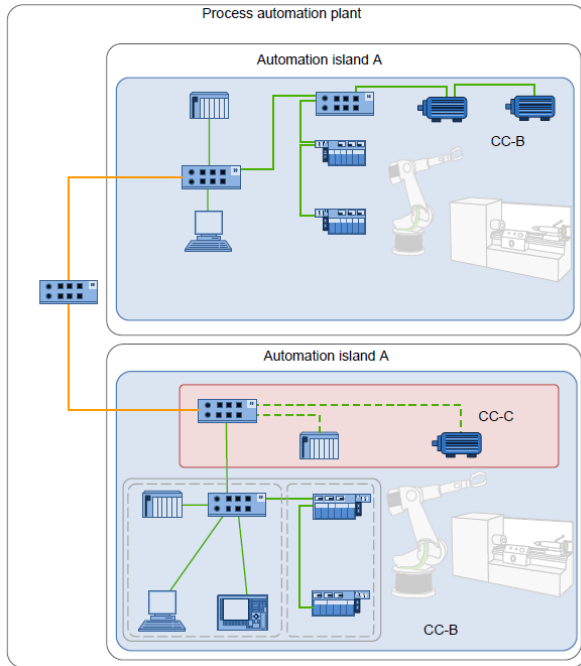 Process automation plant
Automation island A
CC-B
Automation island A
CC-C
CC-B